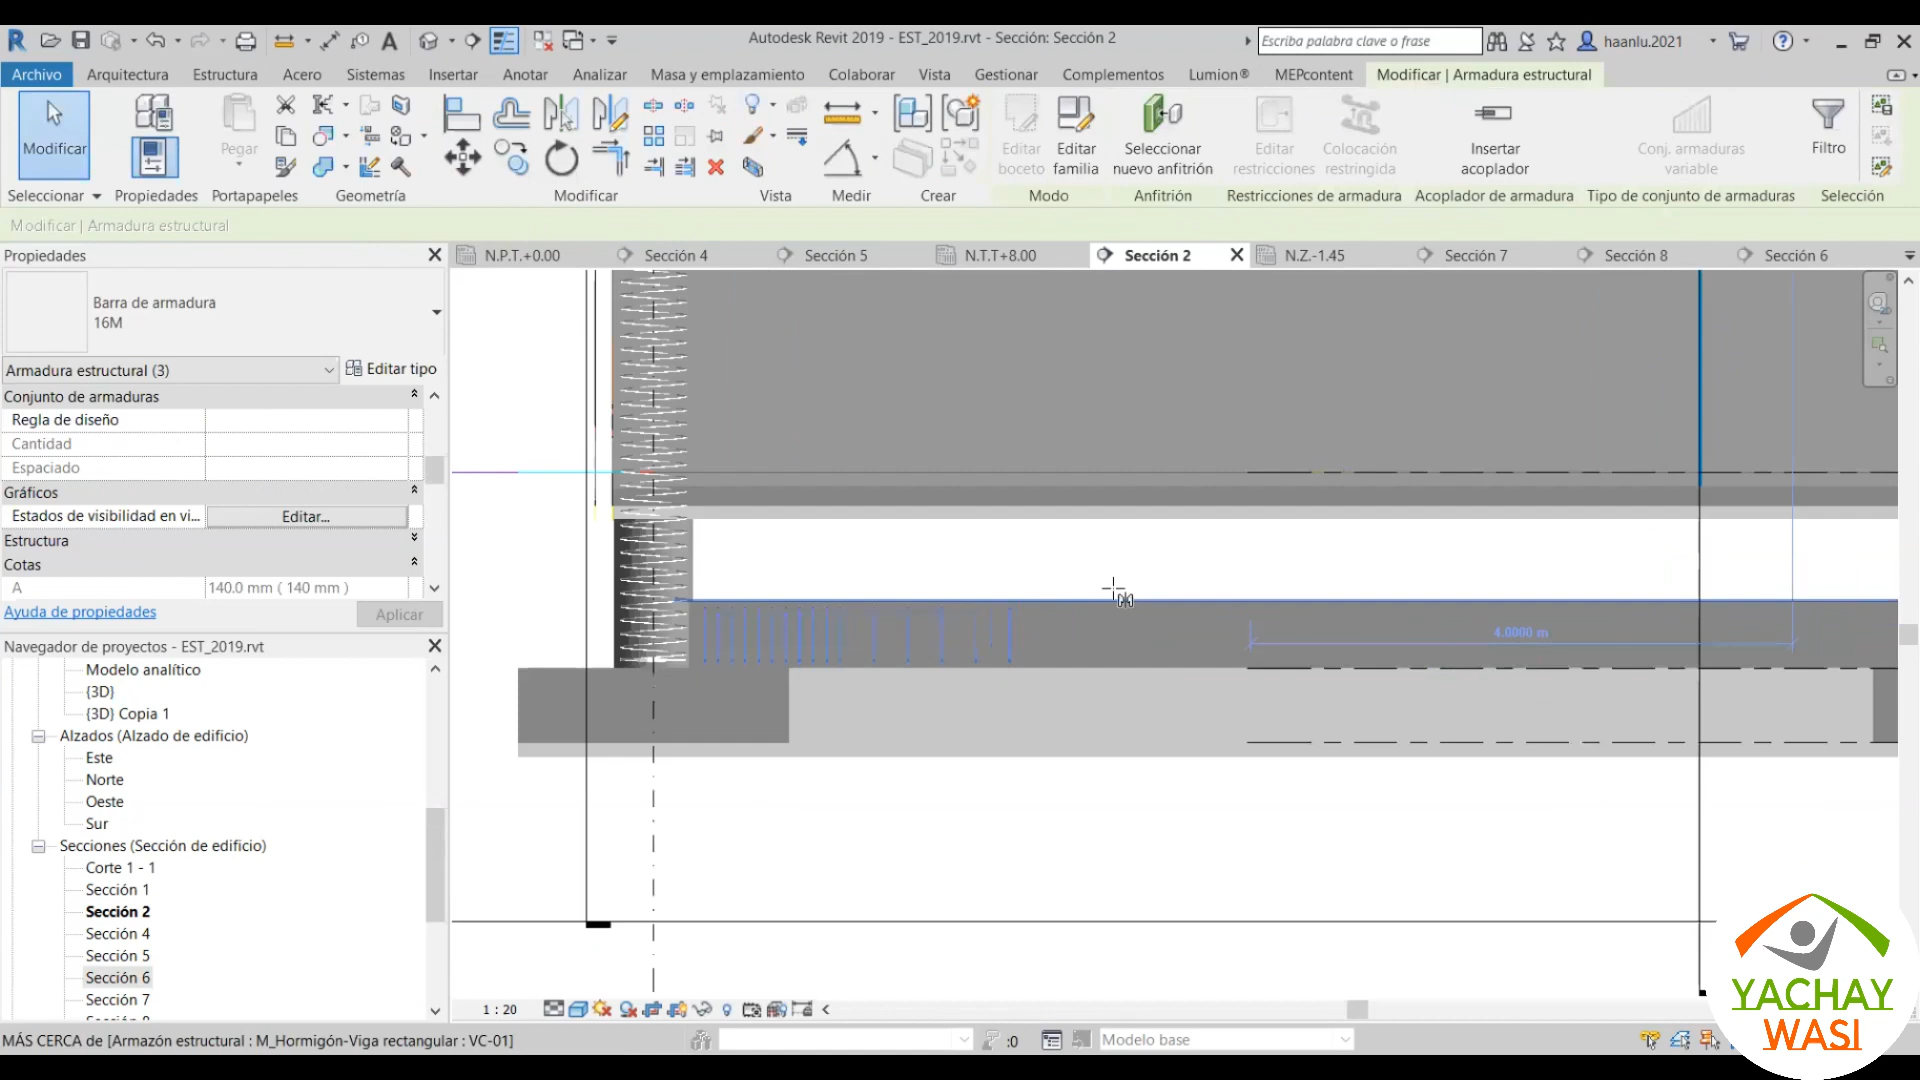 Autodesk Revit 2019 - EST_2019.rvt - Sección: Sección 2
Escriba palabra clave o frase
haanlu.2021
Archivo Arquitectura Estructura Acero Sistemas Insertar Anotar Analizar Masa y emplazamiento Colaborar Vista Gestionar Complementos Lumion® MEPcontent Modificar | Armadura estructural
Modificar
Pegar
Editar boceto
Editar familia
Seleccionar nuevo anfitrión
Editar restricciones
Colocación restringida
Insertar acoplador
Conj. armaduras variable
Filtro
Seleccionar Propiedades Portapapeles Geometría Modificar Vista Medir Crear Modo Anfitrión Restricciones de armadura Acoplador de armadura Tipo de conjunto de armaduras Selección
Modificar | Armadura estructural
Propiedades
N.P.T.+0.00 Sección 4 Sección 5 N.T.T+8.00 Sección 2 N.Z.-1.45 Sección 7 Sección 8 Sección 6
Barra de armadura
16M
Armadura estructural (3)
Editar tipo
Conjunto de armaduras
Regla de diseño
Cantidad
Espaciado
Gráficos
Estados de visibilidad en vi... Editar...
Estructura
Cotas
A 140.0 mm ( 140 mm )
Ayuda de propiedades
Aplicar
4.0000 m
Navegador de proyectos - EST_2019.rvt
Modelo analítico
{3D}
{3D} Copia 1
Alzados (Alzado de edificio)
Este
Norte
Oeste
Sur
Secciones (Sección de edificio)
Corte 1 - 1
Sección 1
Sección 2
Sección 4
Sección 5
Sección 6
Sección 7
1 : 20
MÁS CERCA de [Armazón estructural : M_Hormigón-Viga rectangular : VC-01]
:0
Modelo base
YACHAY
WASI